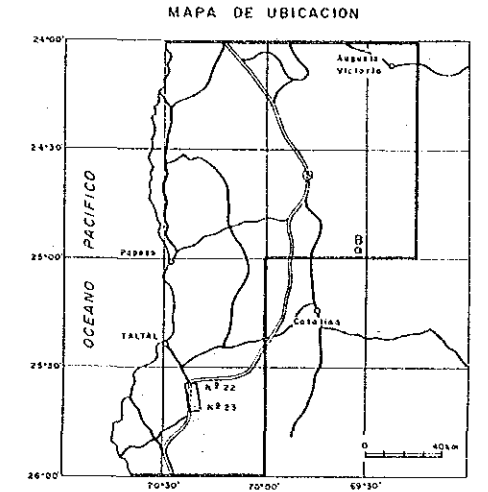 MAPA DE UBICACION
24°00'
Augusta
Victoria
24°30'
OCEANO PACIFICO
Paposo
25°00'
Catalina
TALTAL
25°30'
Nº 22
Nº 23
0 40km
26°00'
70°30' 70°00' 69°30'